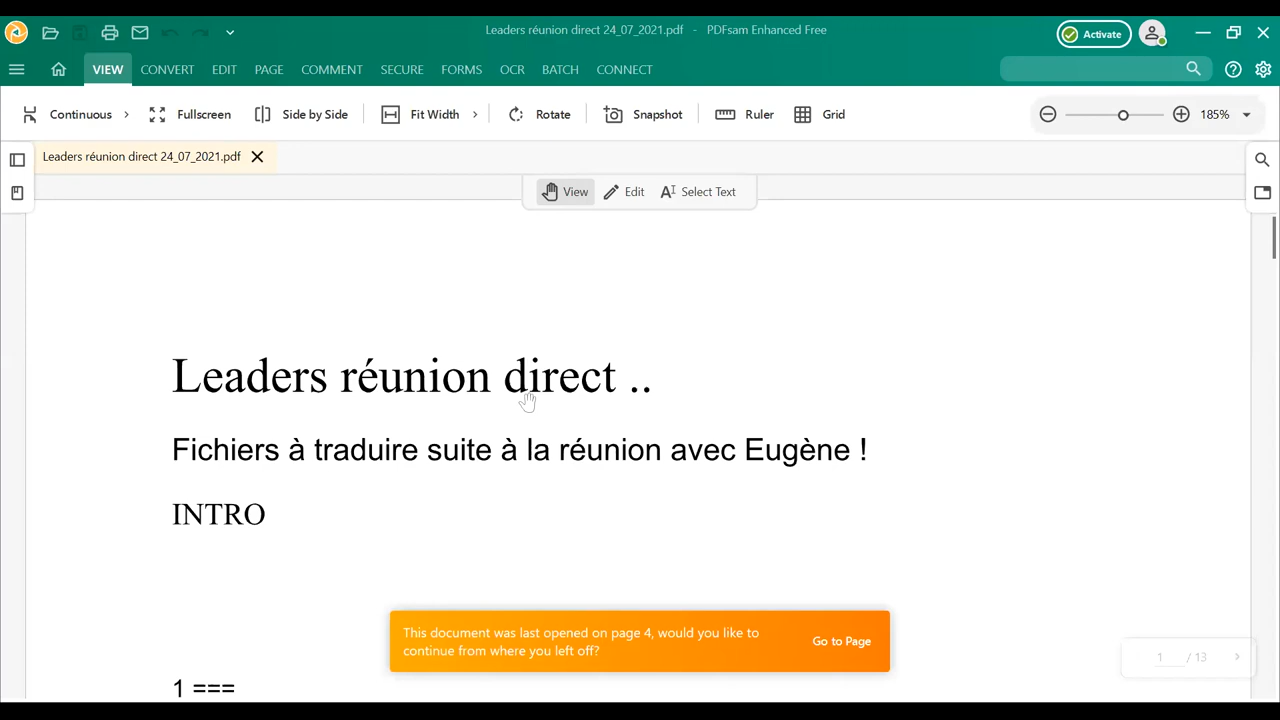 Leaders réunion direct 24_07_2021.pdf - PDFsam Enhanced Free
Activate
VIEW CONVERT EDIT PAGE COMMENT SECURE FORMS OCR BATCH CONNECT
Continuous Fullscreen Side by Side Fit Width Rotate Snapshot Ruler Grid 185%
Leaders réunion direct 24_07_2021.pdf
View Edit Select Text
Leaders réunion direct ..
Fichiers à traduire suite à la réunion avec Eugène !
INTRO
This document was last opened on page 4, would you like to
continue from where you left off?
Go to Page
1 / 13
1 ===